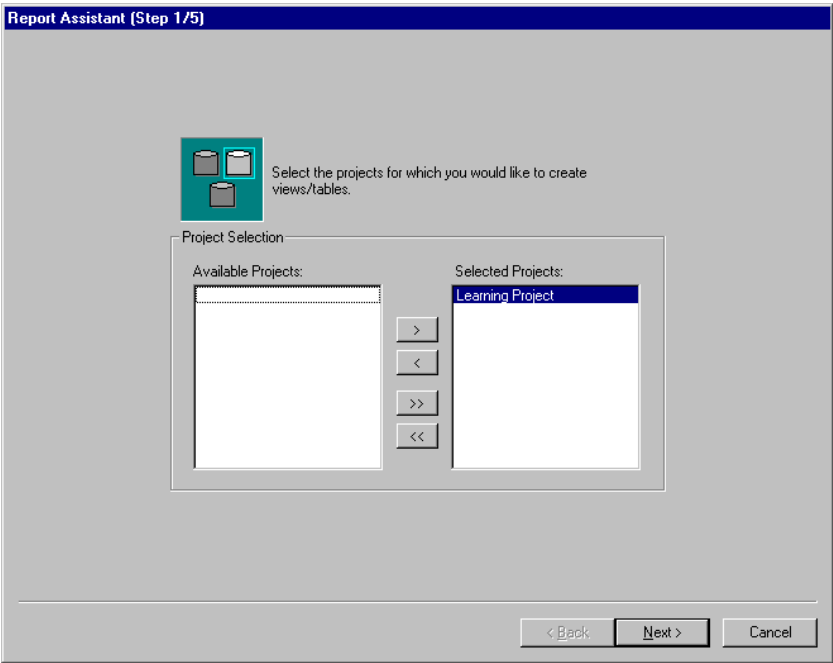 Report Assistant (Step 1/5)
Select the projects for which you would like to create
views/tables.
Project Selection
Available Projects:
Selected Projects:
Learning Project
>
<
>>
<<
< Back
Next >
Cancel